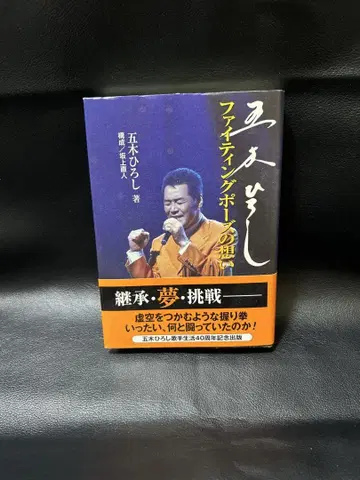 五木ひろし
ファイティングポーズの想い
五木ひろし 著
構成/坂上直人
継承・夢・挑戦――
虚空をつかむような握り拳
いったい、何と闘っていたのか!
五木ひろし歌手生活40周年記念出版